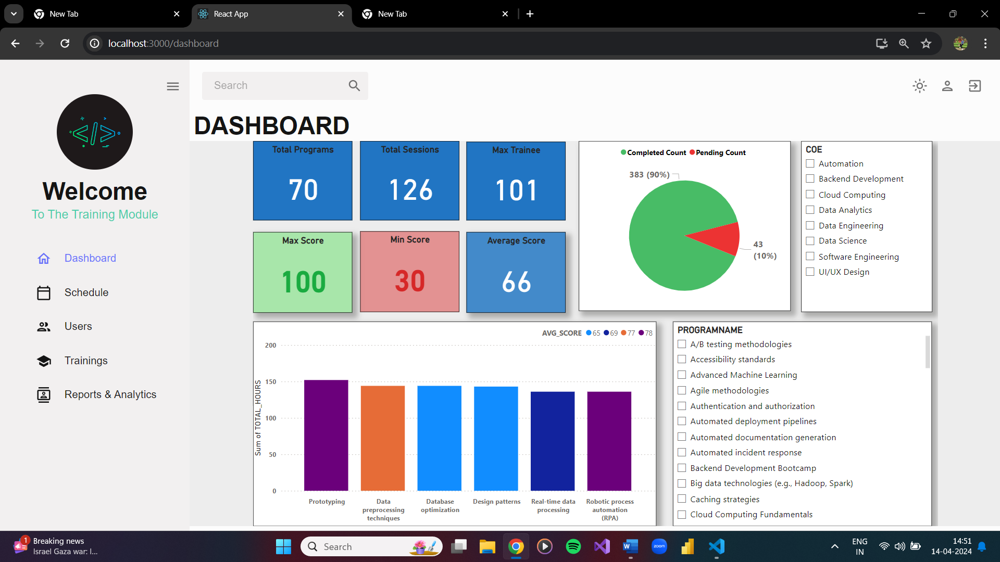 New Tab
React App
New Tab
localhost:3000/dashboard
Search
DASHBOARD
Welcome
To The Training Module
Dashboard
Schedule
Users
Trainings
Reports & Analytics
Total Programs
70
Total Sessions
126
Max Trainee
101
Max Score
100
Min Score
30
Average Score
66
Completed Count Pending Count
383 (90%)
43
(10%)
COE
Automation
Backend Development
Cloud Computing
Data Analytics
Data Engineering
Data Science
Software Engineering
UI/UX Design
AVG_SCORE 65 69 77 78
Sum of TOTAL_HOURS
200
150
100
50
0
Prototyping
Data
preprocessing
techniques
Database
optimization
Design patterns
Real-time data
processing
Robotic process
automation
(RPA)
PROGRAMNAME
A/B testing methodologies
Accessibility standards
Advanced Machine Learning
Agile methodologies
Authentication and authorization
Automated deployment pipelines
Automated documentation generation
Automated incident response
Backend Development Bootcamp
Big data technologies (e.g., Hadoop, Spark)
Caching strategies
Cloud Computing Fundamentals
1
Breaking news
Israel Gaza war: I...
Search
W
zoom
ENG
IN
14:51
14-04-2024